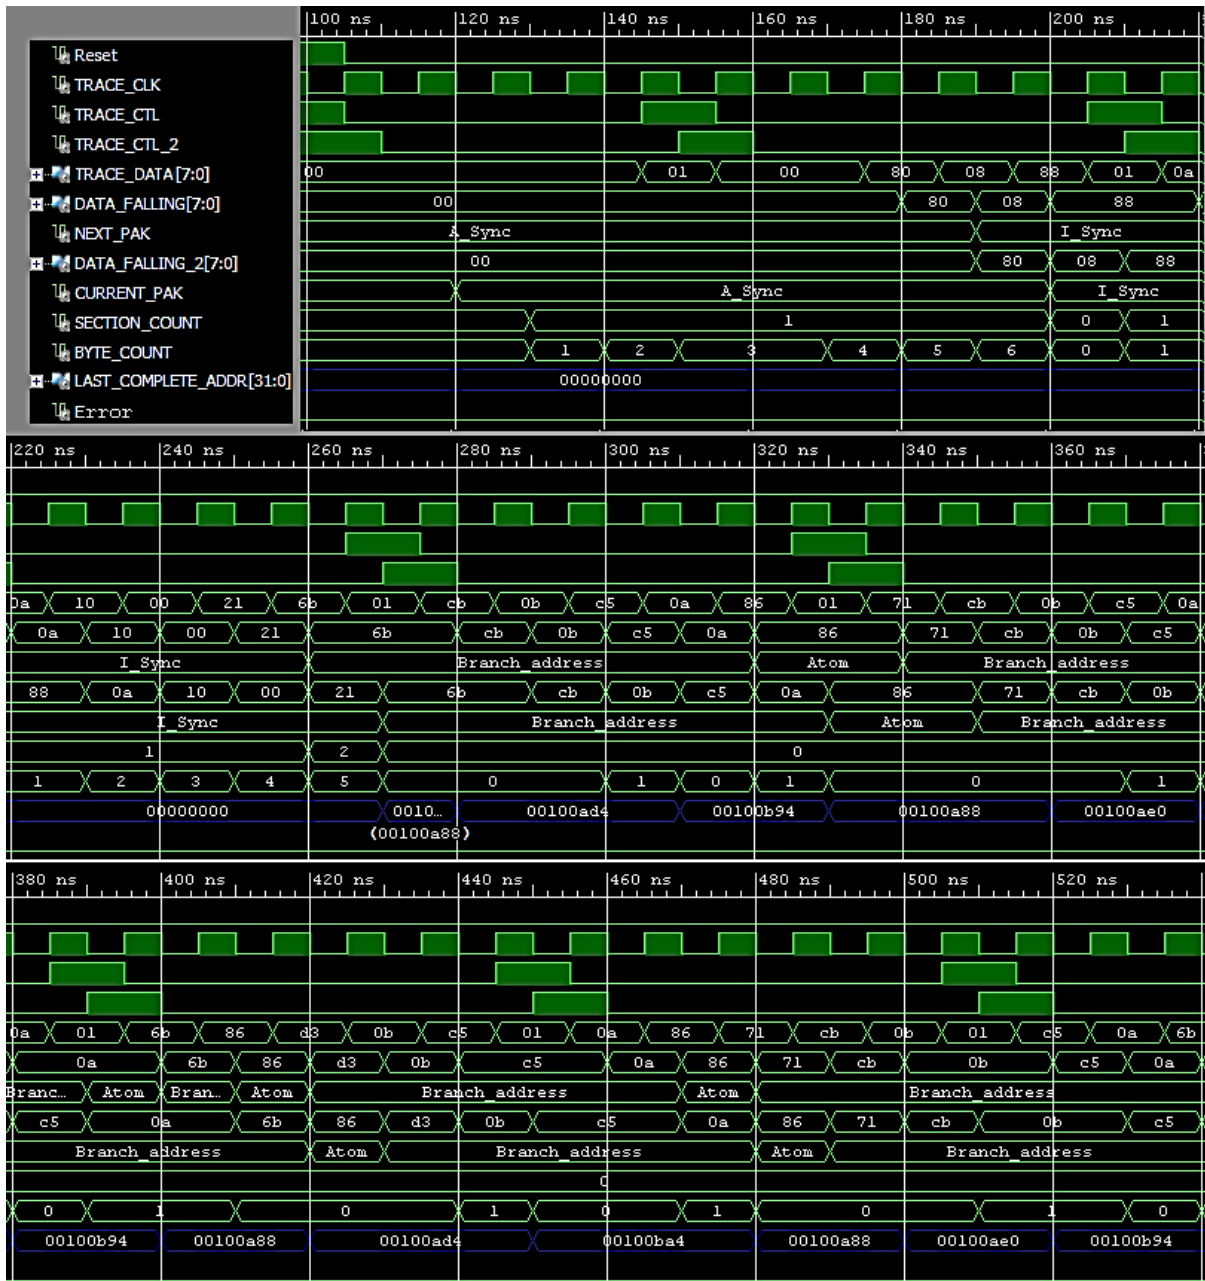 100 ns 120 ns 140 ns 160 ns 180 ns 200 ns
Reset
TRACE_CLK
TRACE_CTL
TRACE_CTL_2
TRACE_DATA[7:0] 00 01 00 80 08 88 01 0a
DATA_FALLING[7:0] 00 80 08 88
NEXT_PAK A_Sync I_Sync
DATA_FALLING_2[7:0] 00 80 08 88
CURRENT_PAK A_Sync I_Sync
SECTION_COUNT 1 0 1
BYTE_COUNT 1 2 3 4 5 6 0 1
LAST_COMPLETE_ADDR[31:0] 00000000
Error
220 ns 240 ns 260 ns 280 ns 300 ns 320 ns 340 ns 360 ns
0a 10 00 21 6b 01 cb 0b c5 0a 86 01 71 cb 0b c5 0a
0a 10 00 21 6b cb 0b c5 0a 86 71 cb 0b c5
I_Sync Branch_address Atom Branch_address
88 0a 10 00 21 6b cb 0b c5 0a 86 71 cb 0b
I_Sync Branch_address Atom Branch_address
1 2 0
1 2 3 4 5 0 1 0 1 0 1
00000000 0010... 00100ad4 00100b94 00100a88 00100ae0
(00100a88)
380 ns 400 ns 420 ns 440 ns 460 ns 480 ns 500 ns 520 ns
0a 01 6b 86 d3 0b c5 01 0a 86 71 cb 0b 01 c5 0a 6b
0a 6b 86 d3 0b c5 0a 86 71 cb 0b c5 0a
Branc... Atom Bran... Atom Branch_address Atom Branch_address
c5 0a 6b 86 d3 0b c5 0a 86 71 cb 0b c5
Branch_address Atom Branch_address Atom Branch_address
0
0 1 0 1 0 1 0 1 0
00100b94 00100a88 00100ad4 00100ba4 00100a88 00100ae0 00100b94